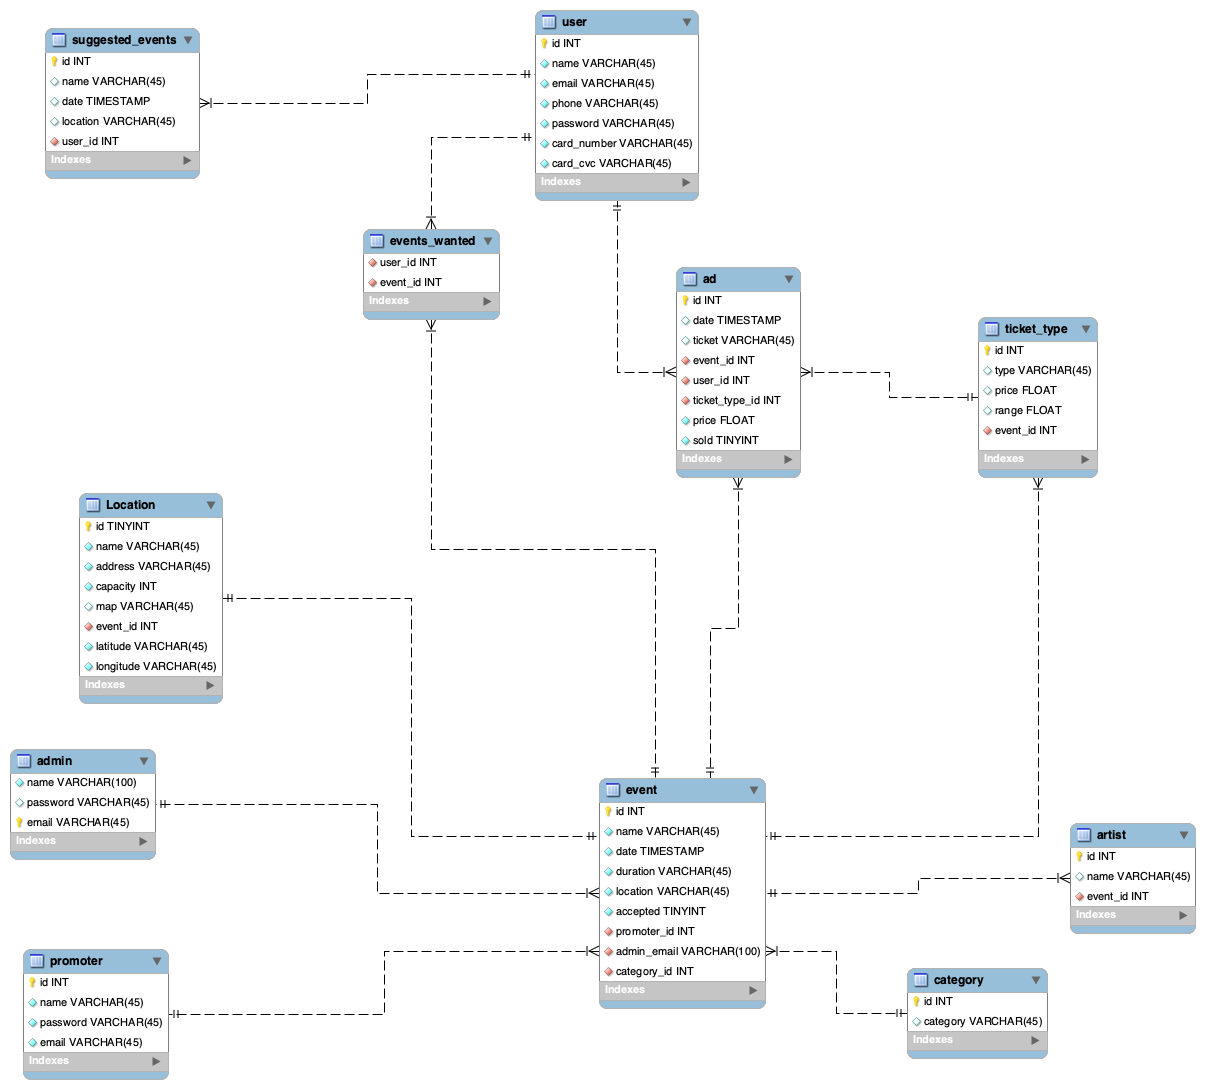 user
id INT
name VARCHAR(45)
email VARCHAR(45)
phone VARCHAR(45)
password VARCHAR(45)
card_number VARCHAR(45)
card_cvc VARCHAR(45)
Indexes
suggested_events
id INT
name VARCHAR(45)
date TIMESTAMP
location VARCHAR(45)
user_id INT
Indexes
events_wanted
user_id INT
event_id INT
Indexes
ad
id INT
date TIMESTAMP
ticket VARCHAR(45)
event_id INT
user_id INT
ticket_type_id INT
price FLOAT
sold TINYINT
Indexes
ticket_type
id INT
type VARCHAR(45)
price FLOAT
range FLOAT
event_id INT
Indexes
Location
id TINYINT
name VARCHAR(45)
address VARCHAR(45)
capacity INT
map VARCHAR(45)
event_id INT
latitude VARCHAR(45)
longitude VARCHAR(45)
Indexes
admin
name VARCHAR(100)
password VARCHAR(45)
email VARCHAR(45)
Indexes
event
id INT
name VARCHAR(45)
date TIMESTAMP
duration VARCHAR(45)
location VARCHAR(45)
accepted TINYINT
promoter_id INT
admin_email VARCHAR(100)
category_id INT
Indexes
artist
id INT
name VARCHAR(45)
event_id INT
Indexes
promoter
id INT
name VARCHAR(45)
password VARCHAR(45)
email VARCHAR(45)
Indexes
category
id INT
category VARCHAR(45)
Indexes